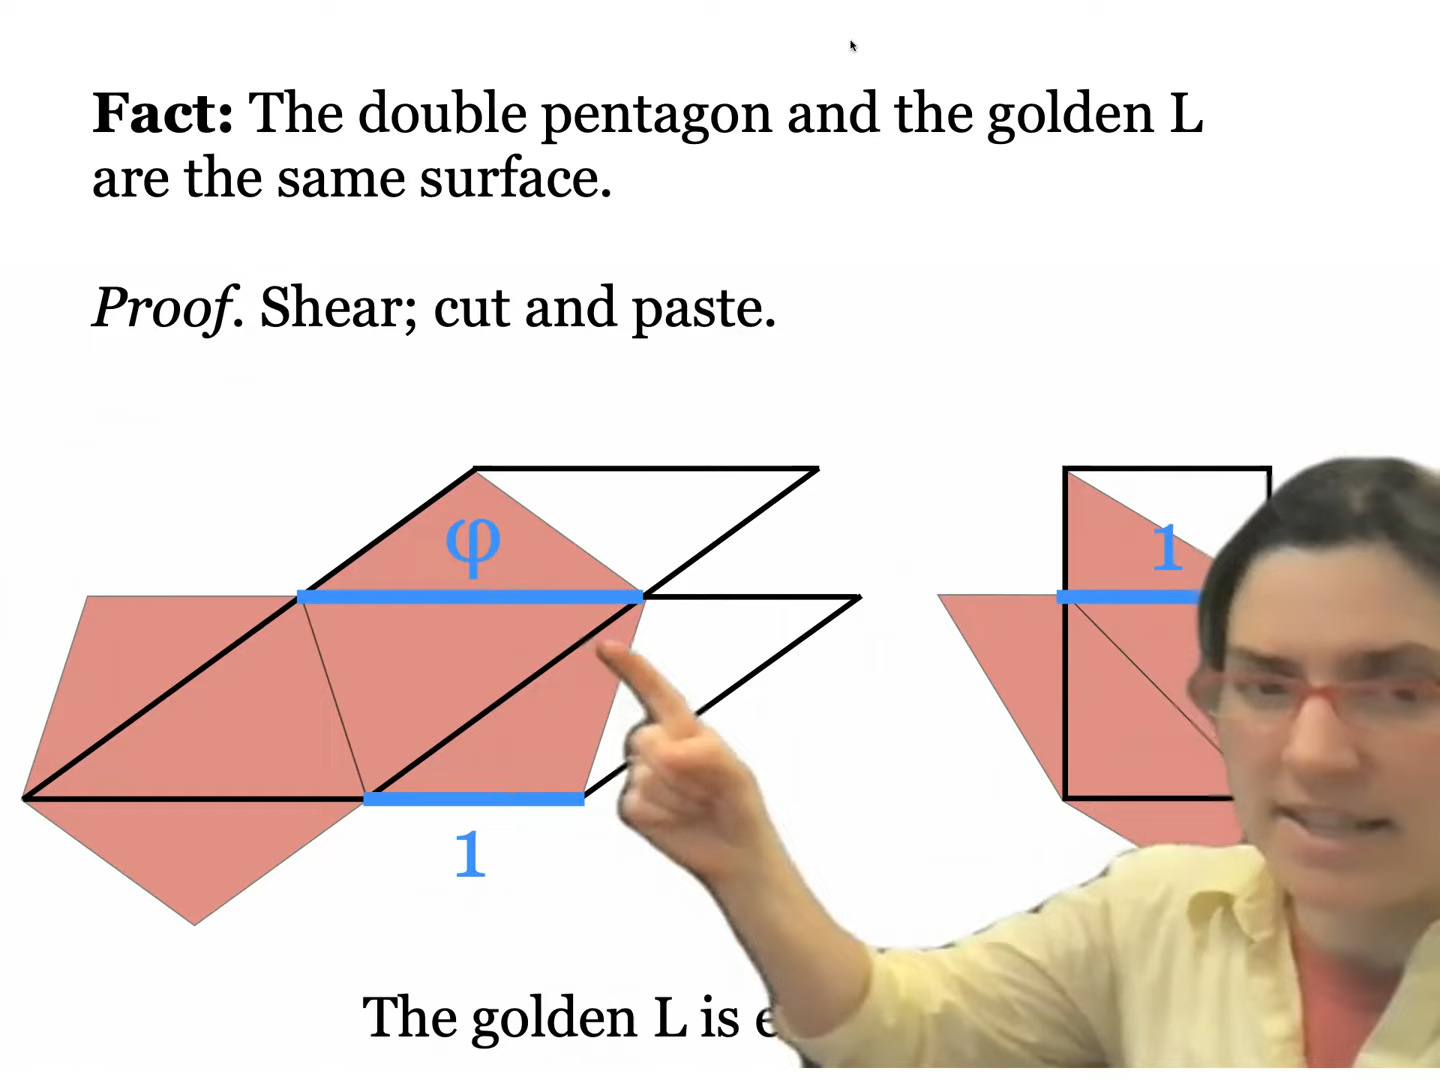 Fact: The double pentagon and the golden L
are the same surface.
Proof. Shear; cut and paste.
φ
1
1
The golden L is